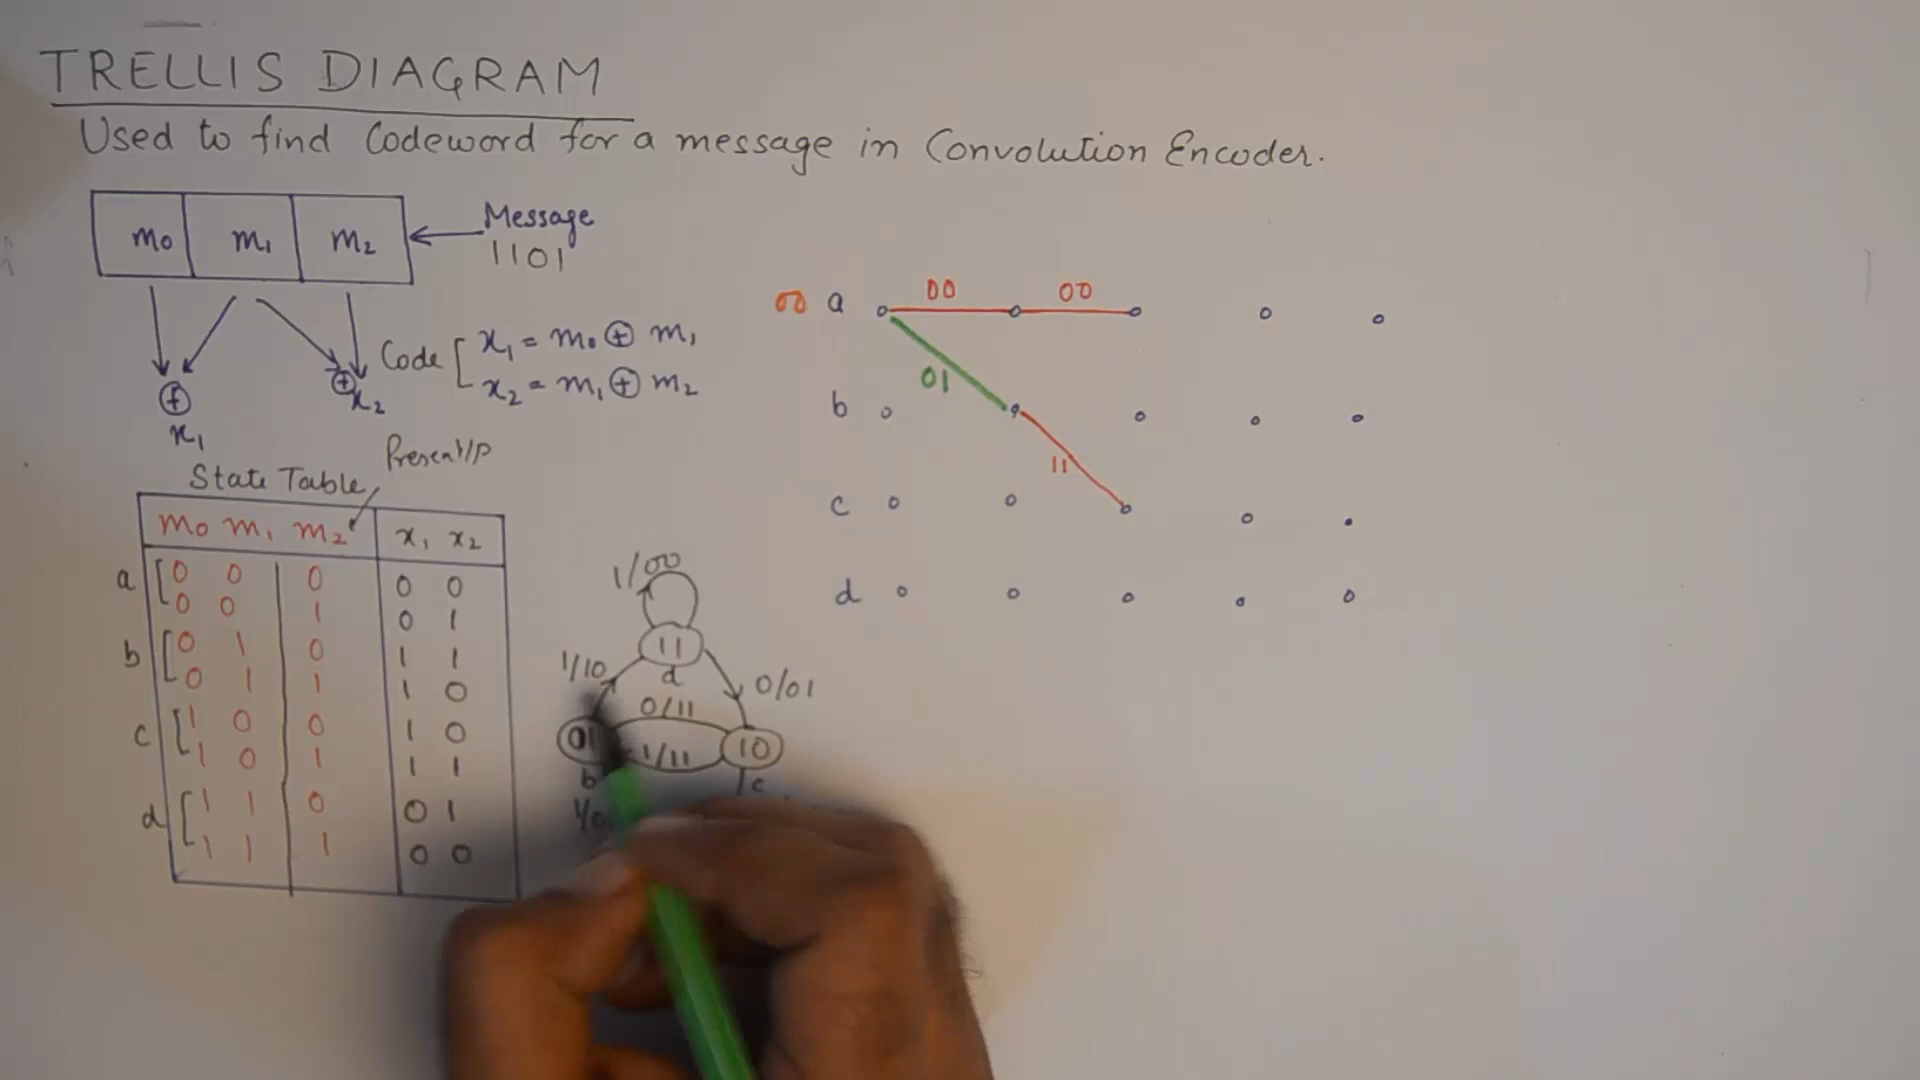 TRELLIS DIAGRAM
Used to find Codeword for a message in Convolution Encoder.
m0 m1 m2
Message
1101
Code
x1 = m0 ⊕ m1
x2 = m1 ⊕ m2
⊕ ⊕
x1 x2
Present I/P
State Table
m0 m1 m2 x1 x2
a 0 0 0 0 0
0 0 1 0 1
b 0 1 0 1 1
0 1 1 1 0
c 1 0 0 1 0
1 0 1 1 1
d 1 1 0 0 1
1 1 1 0 0
1/00
11
d
1/10
0/01
0/11
01
1/11
10
b
c
00 a 00 00
01
b
11
c
d